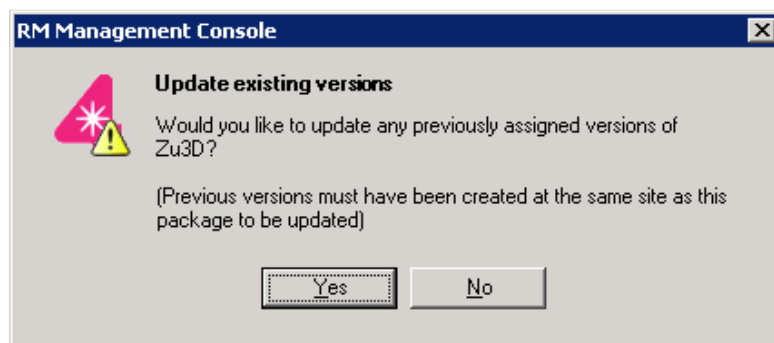 RM Management Console
Update existing versions
Would you like to update any previously assigned versions of
Zu3D?
(Previous versions must have been created at the same site as this
package to be updated)
Yes
No